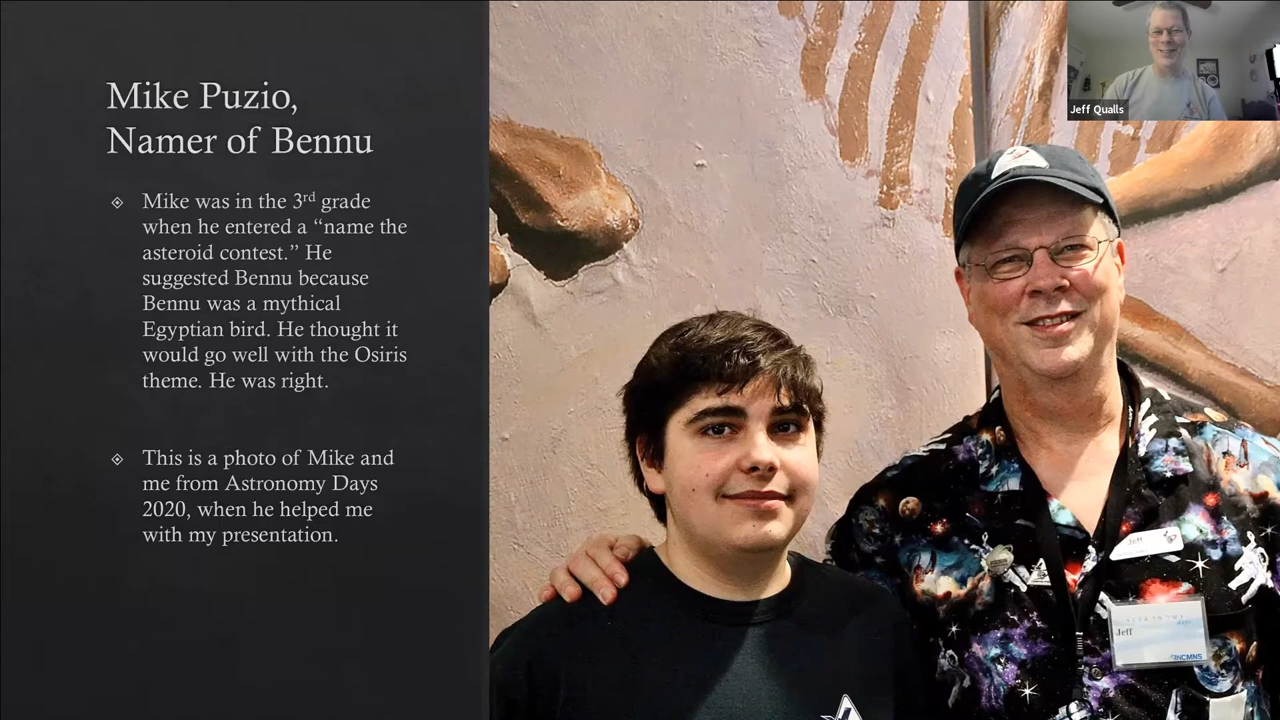 Mike Puzio,
Namer of Bennu
Mike was in the 3rd grade
when he entered a “name the
asteroid contest.” He
suggested Bennu because
Bennu was a mythical
Egyptian bird. He thought it
would go well with the Osiris
theme. He was right.
This is a photo of Mike and
me from Astronomy Days
2020, when he helped me
with my presentation.
Jeff Qualls
Jeff
Jeff
NCMNS